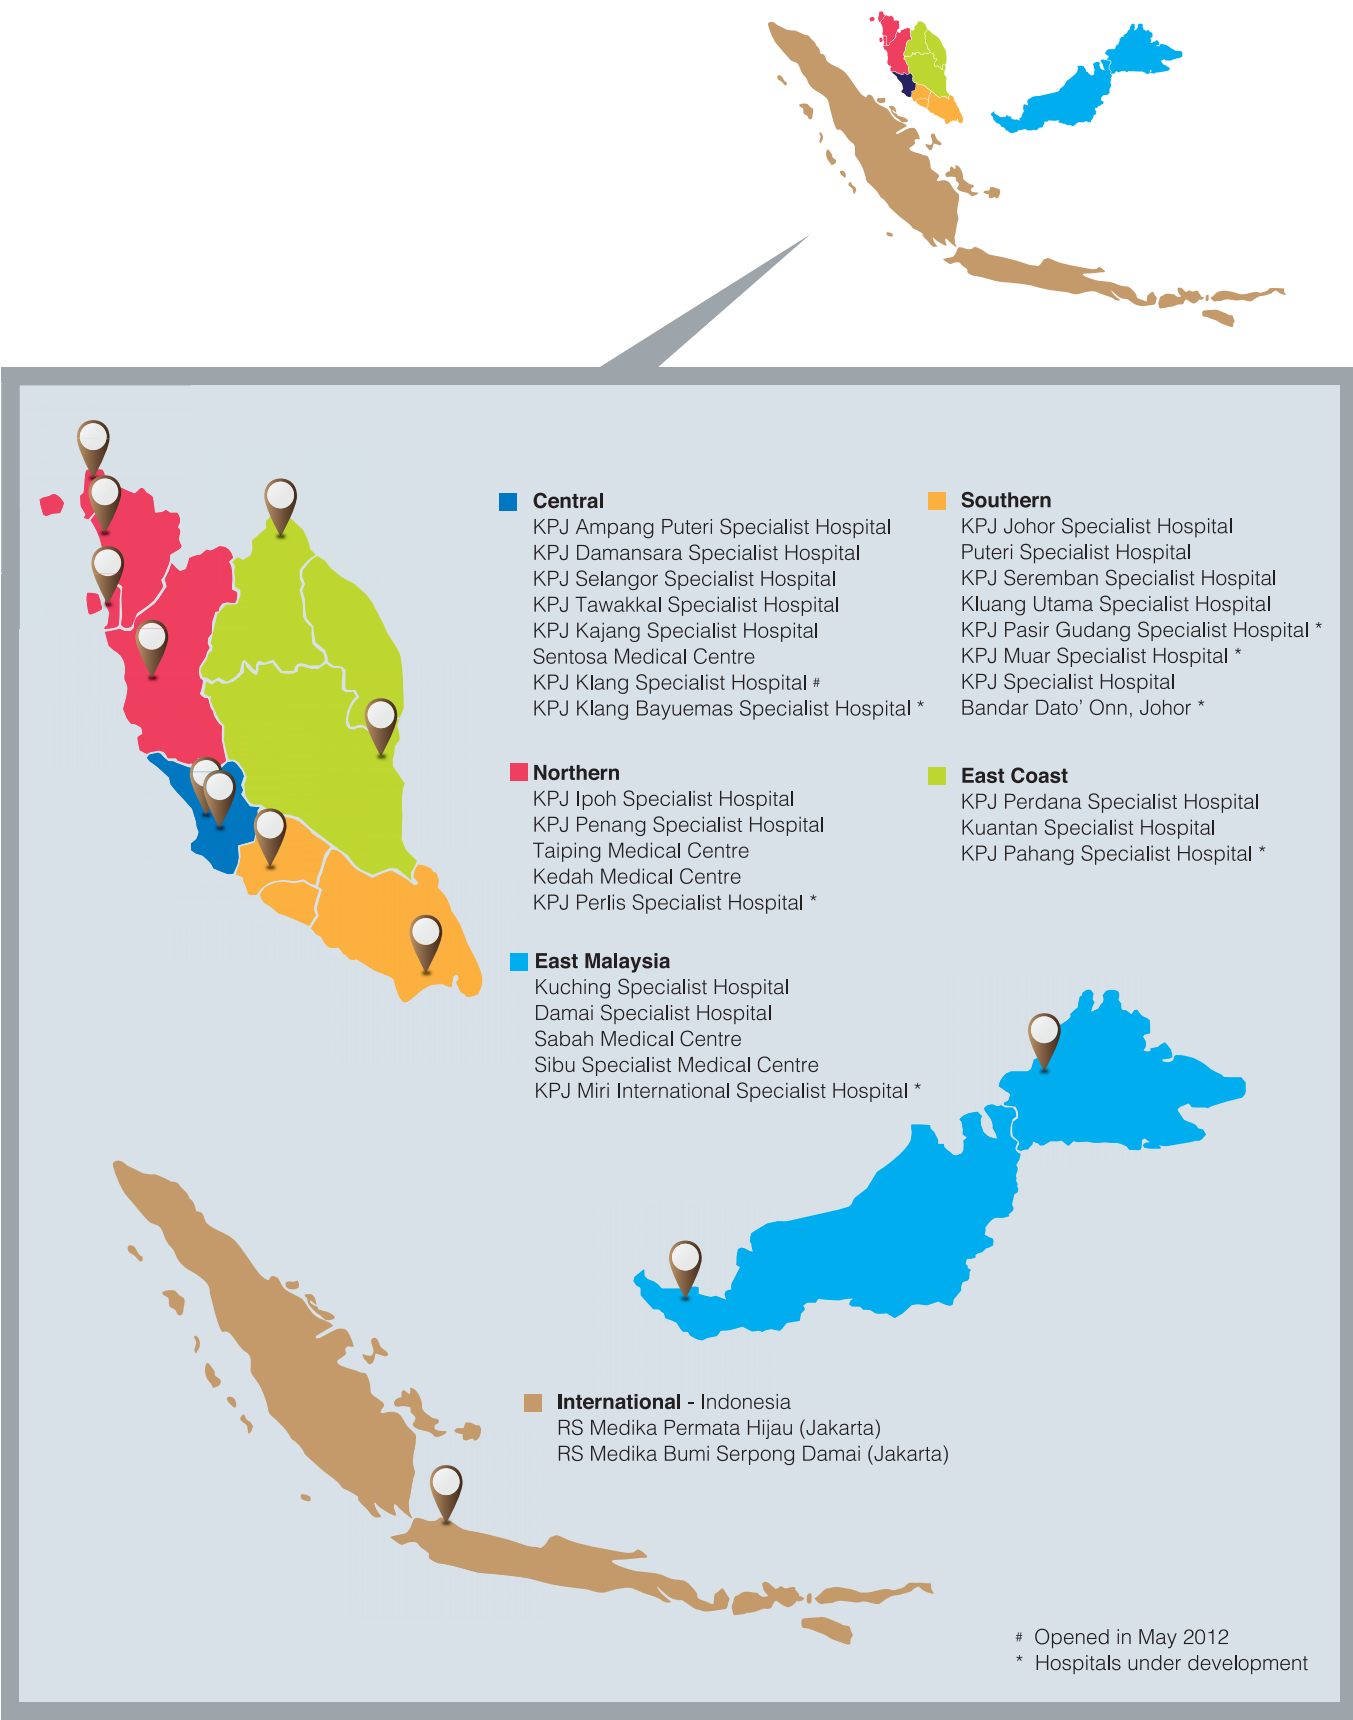 Central
KPJ Ampang Puteri Specialist Hospital
KPJ Damansara Specialist Hospital
KPJ Selangor Specialist Hospital
KPJ Tawakkal Specialist Hospital
KPJ Kajang Specialist Hospital
Sentosa Medical Centre
KPJ Klang Specialist Hospital #
KPJ Klang Bayuemas Specialist Hospital *
Southern
KPJ Johor Specialist Hospital
Puteri Specialist Hospital
KPJ Seremban Specialist Hospital
Kluang Utama Specialist Hospital
KPJ Pasir Gudang Specialist Hospital *
KPJ Muar Specialist Hospital *
KPJ Specialist Hospital
Bandar Dato’ Onn, Johor *
Northern
KPJ Ipoh Specialist Hospital
KPJ Penang Specialist Hospital
Taiping Medical Centre
Kedah Medical Centre
KPJ Perlis Specialist Hospital *
East Coast
KPJ Perdana Specialist Hospital
Kuantan Specialist Hospital
KPJ Pahang Specialist Hospital *
East Malaysia
Kuching Specialist Hospital
Damai Specialist Hospital
Sabah Medical Centre
Sibu Specialist Medical Centre
KPJ Miri International Specialist Hospital *
International - Indonesia
RS Medika Permata Hijau (Jakarta)
RS Medika Bumi Serpong Damai (Jakarta)
# Opened in May 2012
* Hospitals under development